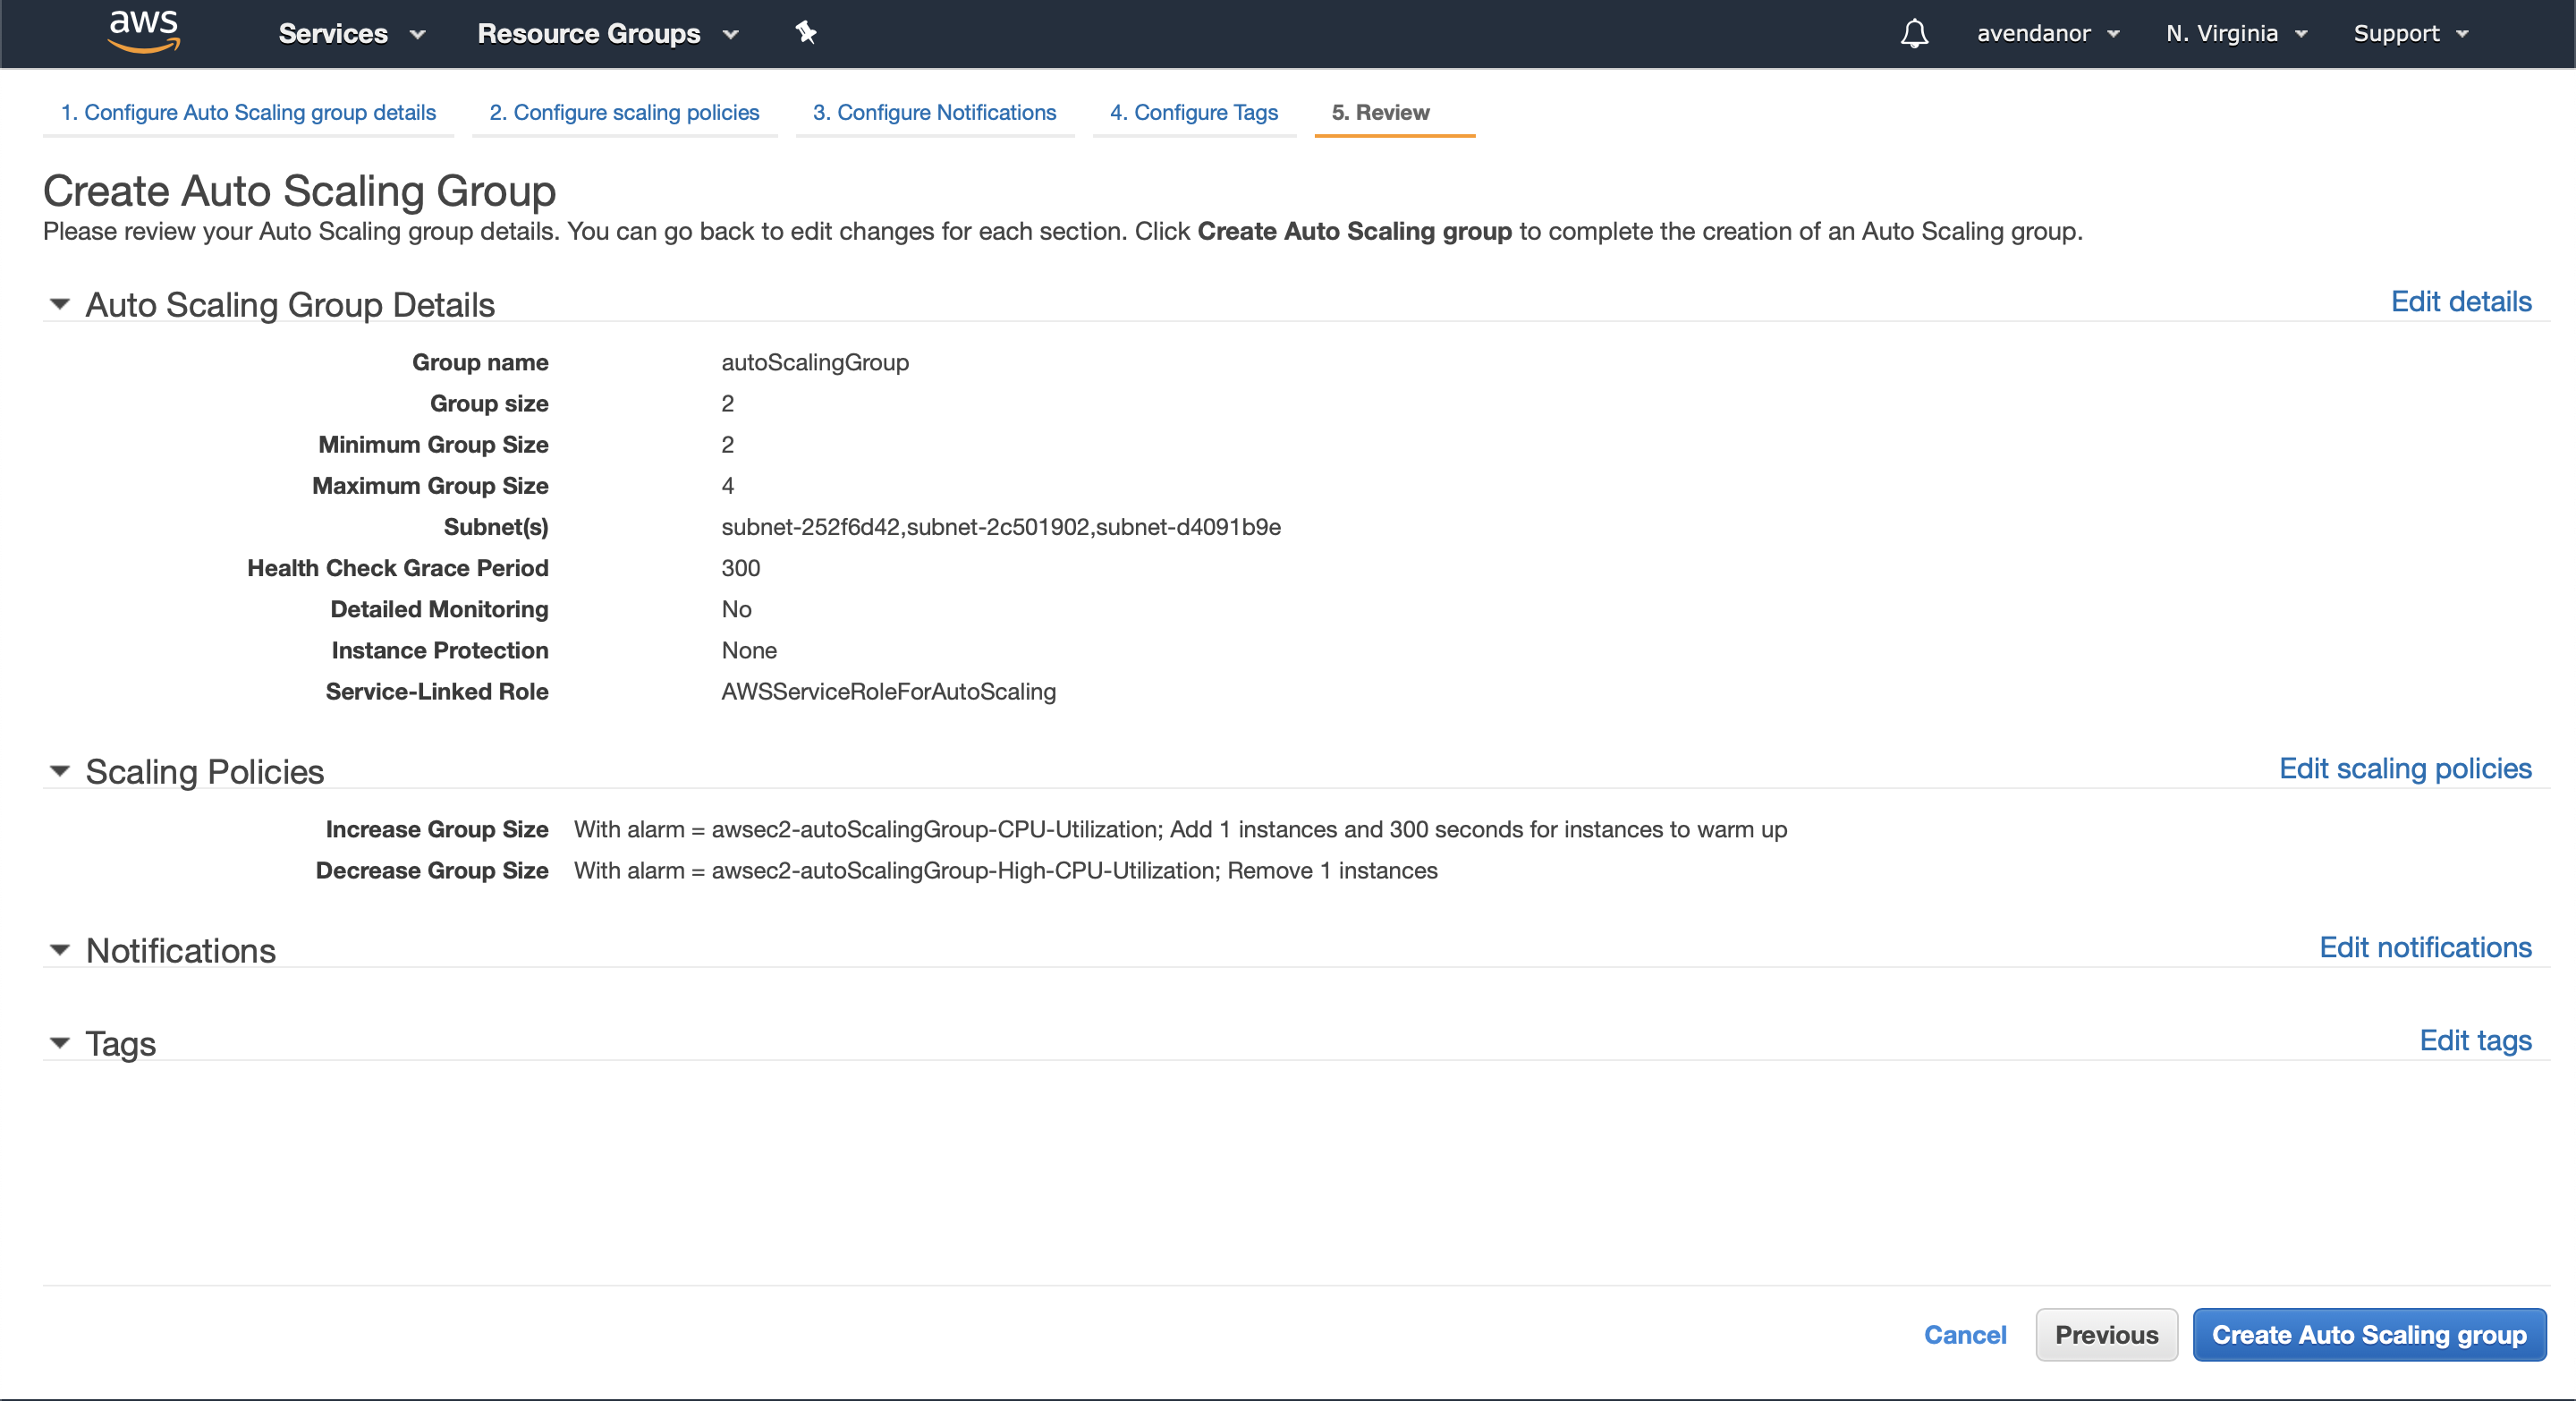 aws Services Resource Groups avendanor N. Virginia Support
1. Configure Auto Scaling group details 2. Configure scaling policies 3. Configure Notifications 4. Configure Tags 5. Review
Create Auto Scaling Group
Please review your Auto Scaling group details. You can go back to edit changes for each section. Click Create Auto Scaling group to complete the creation of an Auto Scaling group.
Auto Scaling Group Details Edit details
Group name autoScalingGroup
Group size 2
Minimum Group Size 2
Maximum Group Size 4
Subnet(s) subnet-252f6d42,subnet-2c501902,subnet-d4091b9e
Health Check Grace Period 300
Detailed Monitoring No
Instance Protection None
Service-Linked Role AWSServiceRoleForAutoScaling
Scaling Policies Edit scaling policies
Increase Group Size With alarm = awsec2-autoScalingGroup-CPU-Utilization; Add 1 instances and 300 seconds for instances to warm up
Decrease Group Size With alarm = awsec2-autoScalingGroup-High-CPU-Utilization; Remove 1 instances
Notifications Edit notifications
Tags Edit tags
Cancel Previous Create Auto Scaling group